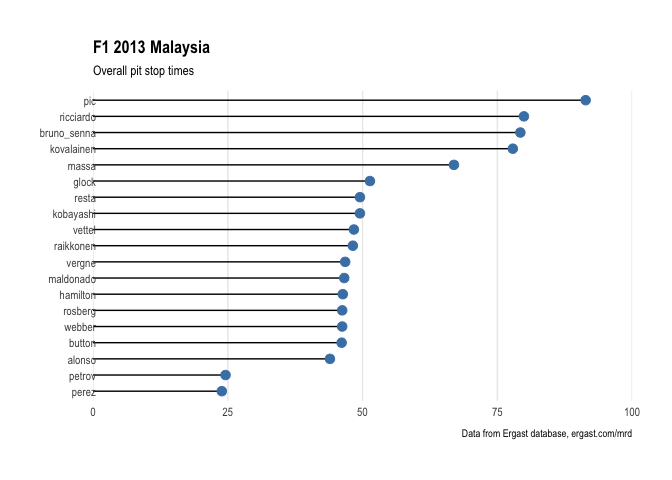 F1 2013 Malaysia
Overall pit stop times
pic
ricciardo
bruno_senna
kovalainen
massa
glock
resta
kobayashi
vettel
raikkonen
vergne
maldonado
hamilton
rosberg
webber
button
alonso
petrov
perez
0 25 50 75 100
Data from Ergast database, ergast.com/mrd